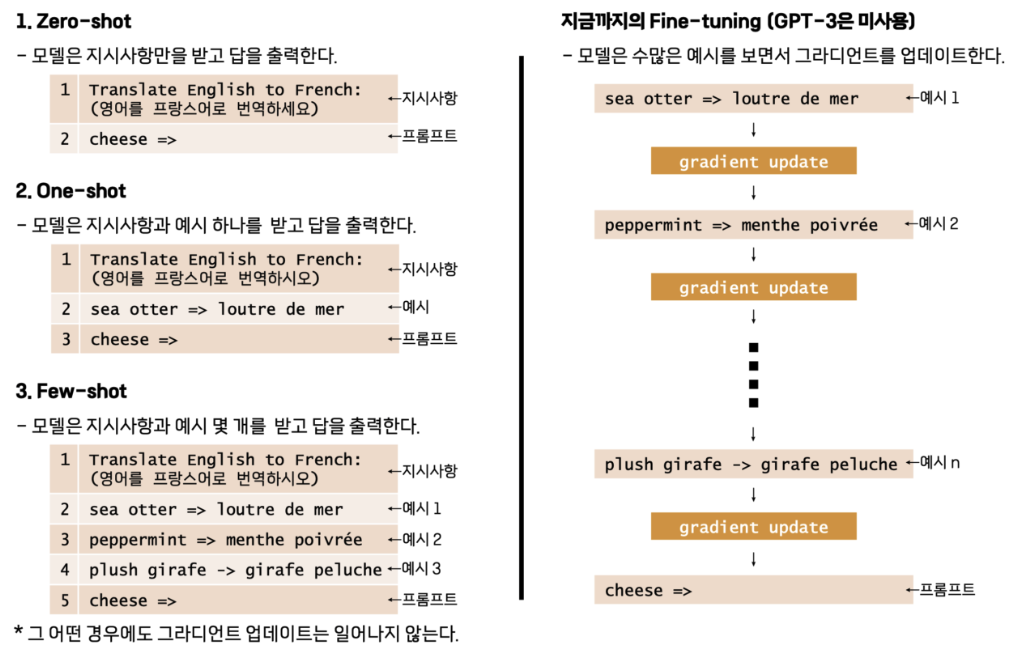 1. Zero-shot
- 모델은 지시사항만을 받고 답을 출력한다.
1 Translate English to French:
(영어를 프랑스어로 번역하세요)
←지시사항
2 cheese =>
←프롬프트
2. One-shot
- 모델은 지시사항과 예시 하나를 받고 답을 출력한다.
1 Translate English to French:
(영어를 프랑스어로 번역하시오)
←지시사항
2 sea otter => loutre de mer ←예시
3 cheese => ←프롬프트
3. Few-shot
- 모델은 지시사항과 예시 몇 개를 받고 답을 출력한다.
1 Translate English to French:
(영어를 프랑스어로 번역하시오)
←지시사항
2 sea otter => loutre de mer ←예시 1
3 peppermint => menthe poivrée ←예시 2
4 plush girafe -> girafe peluche ←예시 3
5 cheese => ←프롬프트
* 그 어떤 경우에도 그라디언트 업데이트는 일어나지 않는다.
지금까지의 Fine-tuning (GPT-3은 미사용)
- 모델은 수많은 예시를 보면서 그라디언트를 업데이트한다.
sea otter => loutre de mer ←예시 1
↓
gradient update
↓
peppermint => menthe poivrée ←예시 2
↓
gradient update
↓
↓
plush girafe -> girafe peluche ←예시 n
↓
gradient update
↓
cheese => ←프롬프트